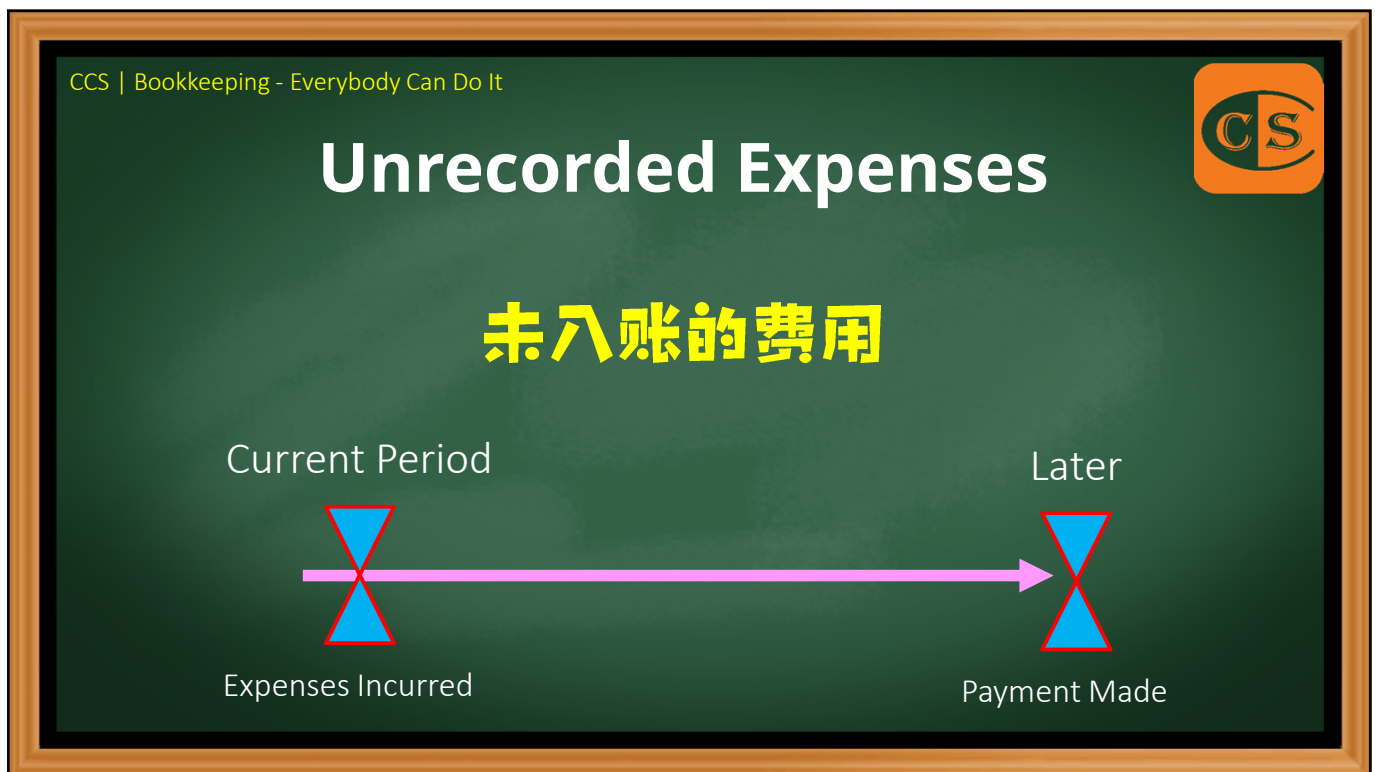 CCS | Bookkeeping - Everybody Can Do It
CS
Unrecorded Expenses
未入账的费用
Current Period
Later
Expenses Incurred
Payment Made